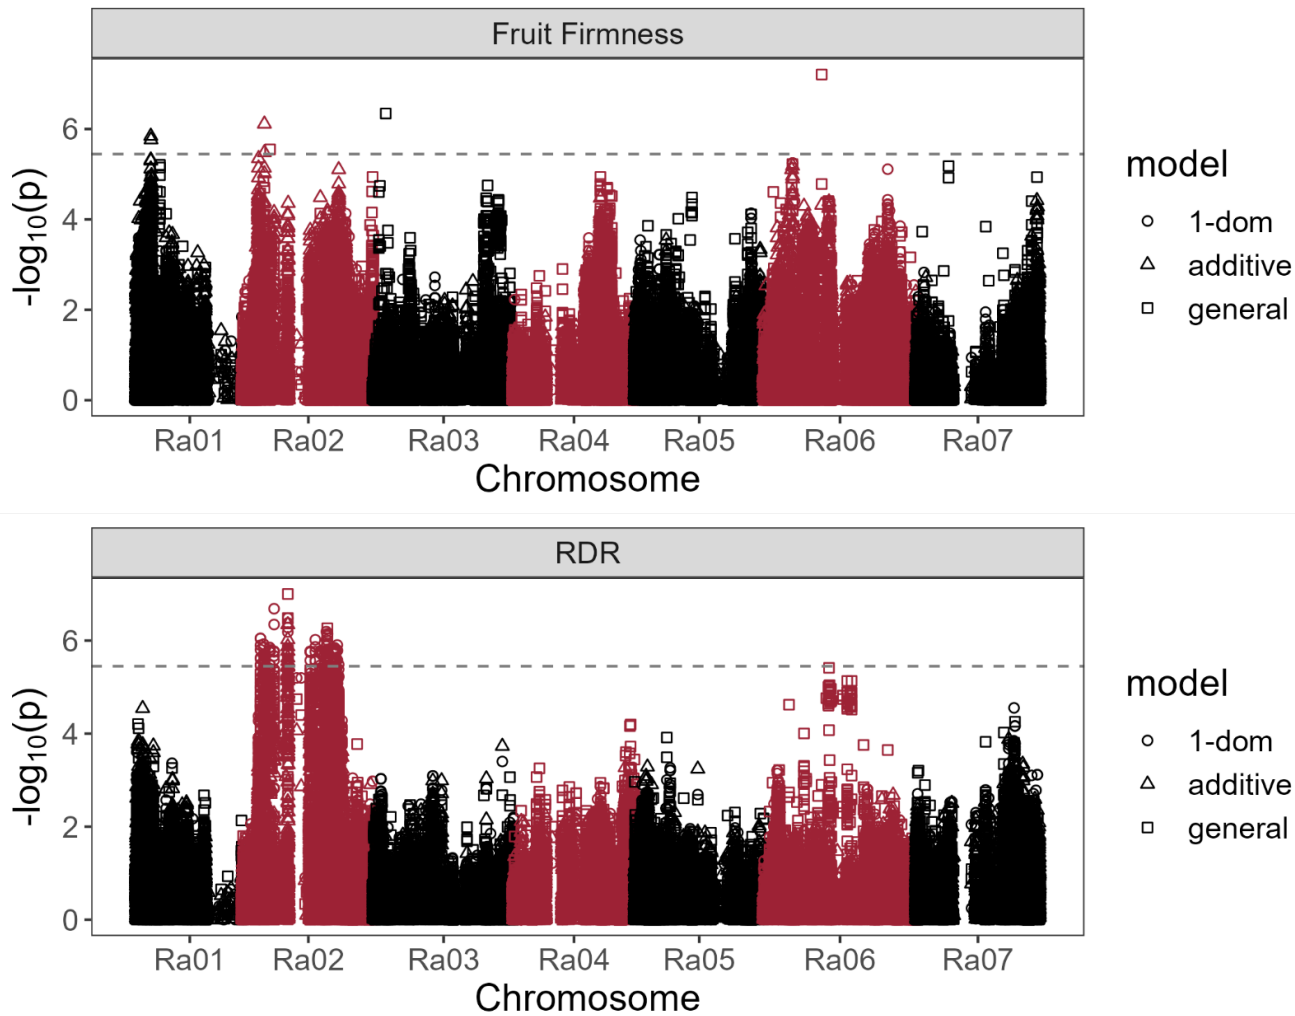 Fruit Firmness
6
4
2
0
-log10(p)
Ra01 Ra02 Ra03 Ra04 Ra05 Ra06 Ra07
Chromosome
model
1-dom
additive
general
RDR
6
4
2
0
-log10(p)
Ra01 Ra02 Ra03 Ra04 Ra05 Ra06 Ra07
Chromosome
model
1-dom
additive
general